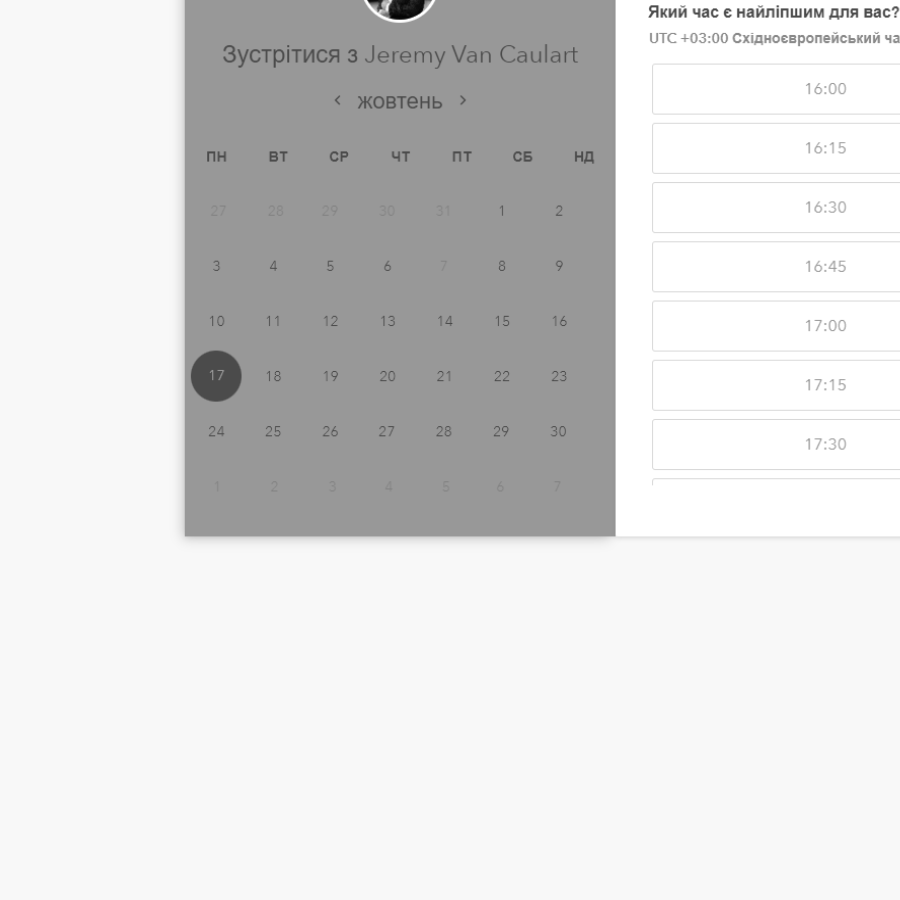 Зустрітися з Jeremy Van Caulart
жовтень
ПН ВТ СР ЧТ ПТ СБ НД
27 28 29 30 31 1 2
3 4 5 6 7 8 9
10 11 12 13 14 15 16
17 18 19 20 21 22 23
24 25 26 27 28 29 30
1 2 3 4 5 6 7
Який час є найліпшим для вас?
UTC +03:00 Східноєвропейський ча
16:00
16:15
16:30
16:45
17:00
17:15
17:30